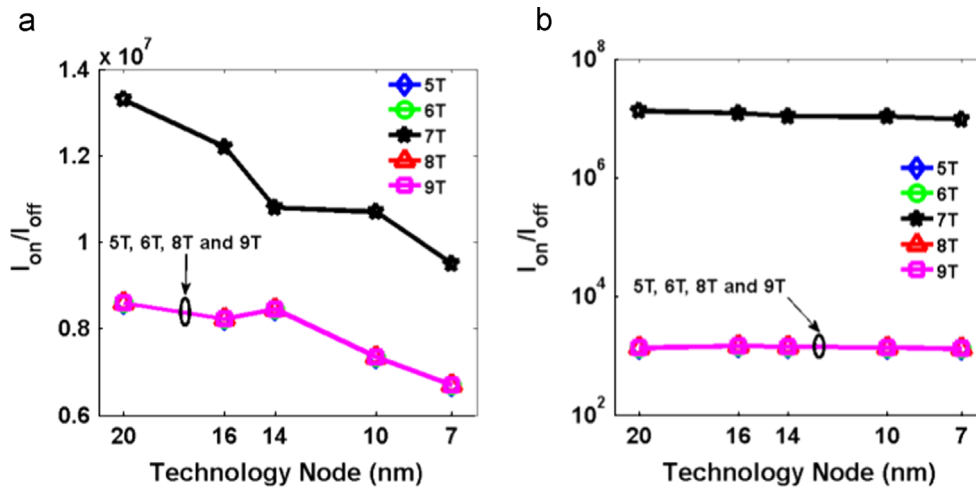 a
x 10^7
1.4
1.2
1
0.8
0.6
I_on/I_off
20
16
14
10
7
Technology Node (nm)
5T
6T
7T
8T
9T
5T, 6T, 8T and 9T
b
10^8
10^6
10^4
10^2
I_on/I_off
20
16
14
10
7
Technology Node (nm)
5T
6T
7T
8T
9T
5T, 6T, 8T and 9T